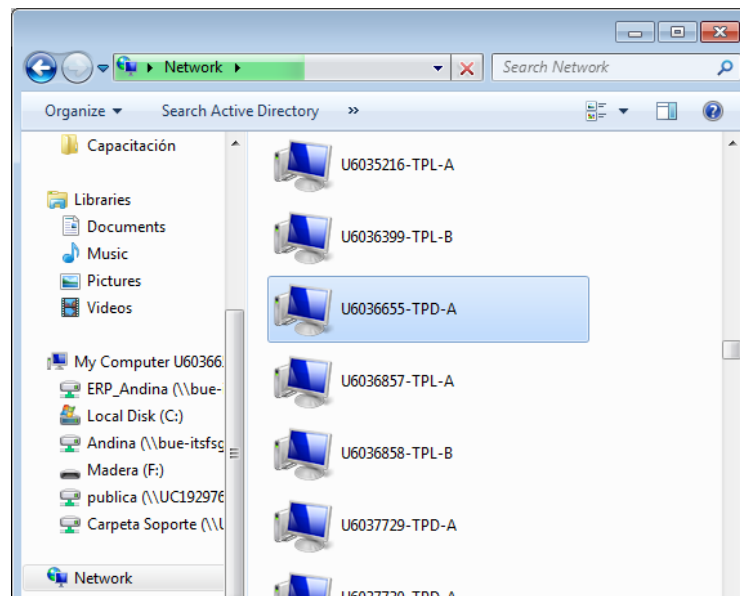 Network
Search Network
Organize
Search Active Directory
»
Capacitación
Libraries
Documents
Music
Pictures
Videos
My Computer U60366
ERP_Andina (\\bue-
Local Disk (C:)
Andina (\\bue-itsfsg
Madera (F:)
publica (\\UC192976
Carpeta Soporte (\\U
Network
U6035216-TPL-A
U6036399-TPL-B
U6036655-TPD-A
U6036857-TPL-A
U6036858-TPL-B
U6037729-TPD-A